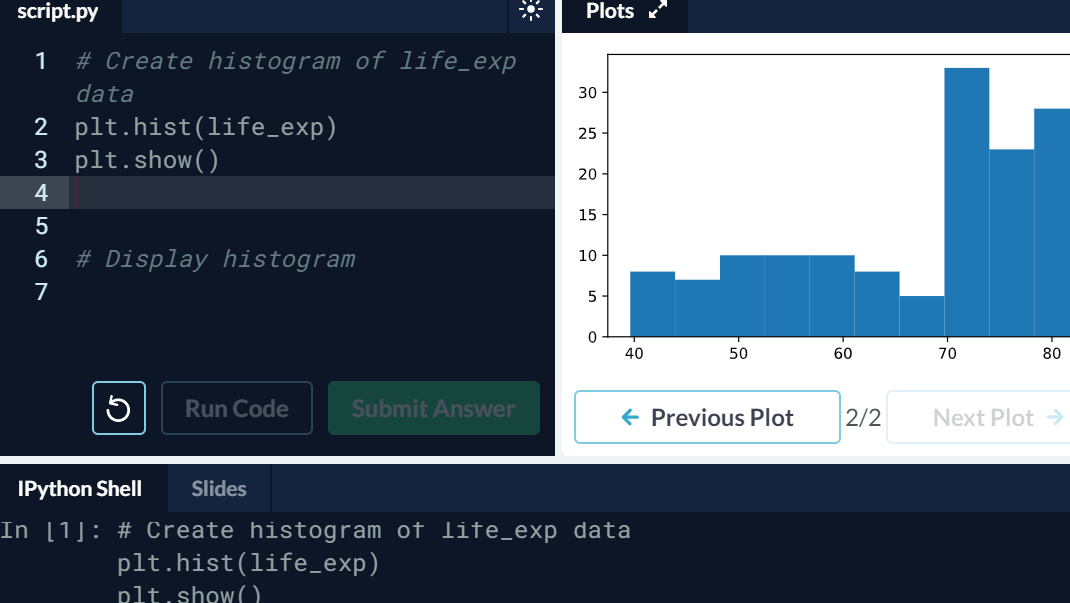 script.py
1 # Create histogram of life_exp
data
2 plt.hist(life_exp)
3 plt.show()
4
5
6 # Display histogram
7
Run Code
Submit Answer
Plots
30
25
20
15
10
5
0
40 50 60 70 80
Previous Plot 2/2 Next Plot
IPython Shell Slides
In [1]: # Create histogram of life_exp data
plt.hist(life_exp)
plt.show()